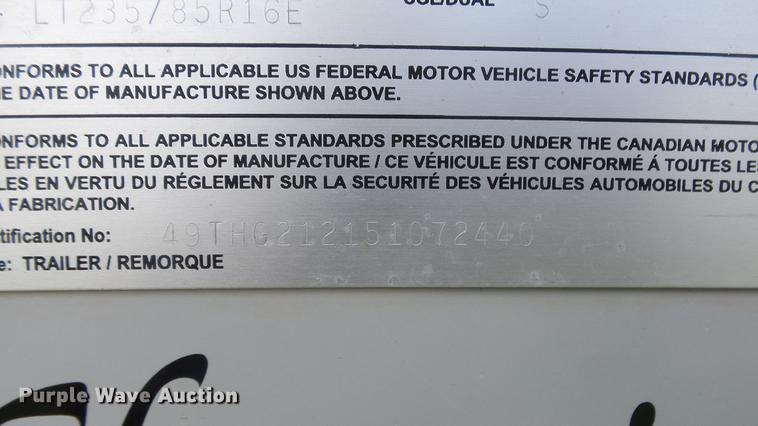 LT235/85R16E
S
ONFORMS TO ALL APPLICABLE US FEDERAL MOTOR VEHICLE SAFETY STANDARDS (
E DATE OF MANUFACTURE SHOWN ABOVE.
ONFORMS TO ALL APPLICABLE STANDARDS PRESCRIBED UNDER THE CANADIAN MOTO
EFFECT ON THE DATE OF MANUFACTURE / CE VÉHICULE EST CONFORMÉ Á TOUTES LE
LES EN VERTU DU RÉGLEMENT SUR LA SECURITÉ DES VÉHICULES AUTOMOBILES DU C
A FABRICATION.
tification No: 49THG212151072440
e: TRAILER / REMORQUE
Purple Wave Auction